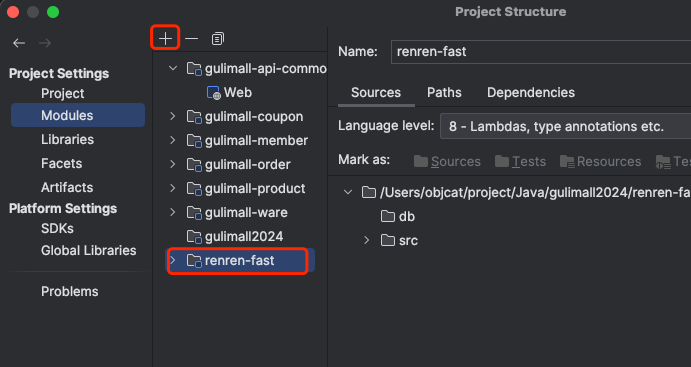 Project Structure
Project Settings
Project
Modules
Libraries
Facets
Artifacts
Platform Settings
SDKs
Global Libraries
Problems
gulimall-api-commo
Web
gulimall-coupon
gulimall-member
gulimall-order
gulimall-product
gulimall-ware
gulimall2024
renren-fast
Name: renren-fast
Sources Paths Dependencies
Language level: 8 - Lambdas, type annotations etc.
Mark as: Sources Tests Resources Te
/Users/objcat/project/Java/gulimall2024/renren-fa
db
src